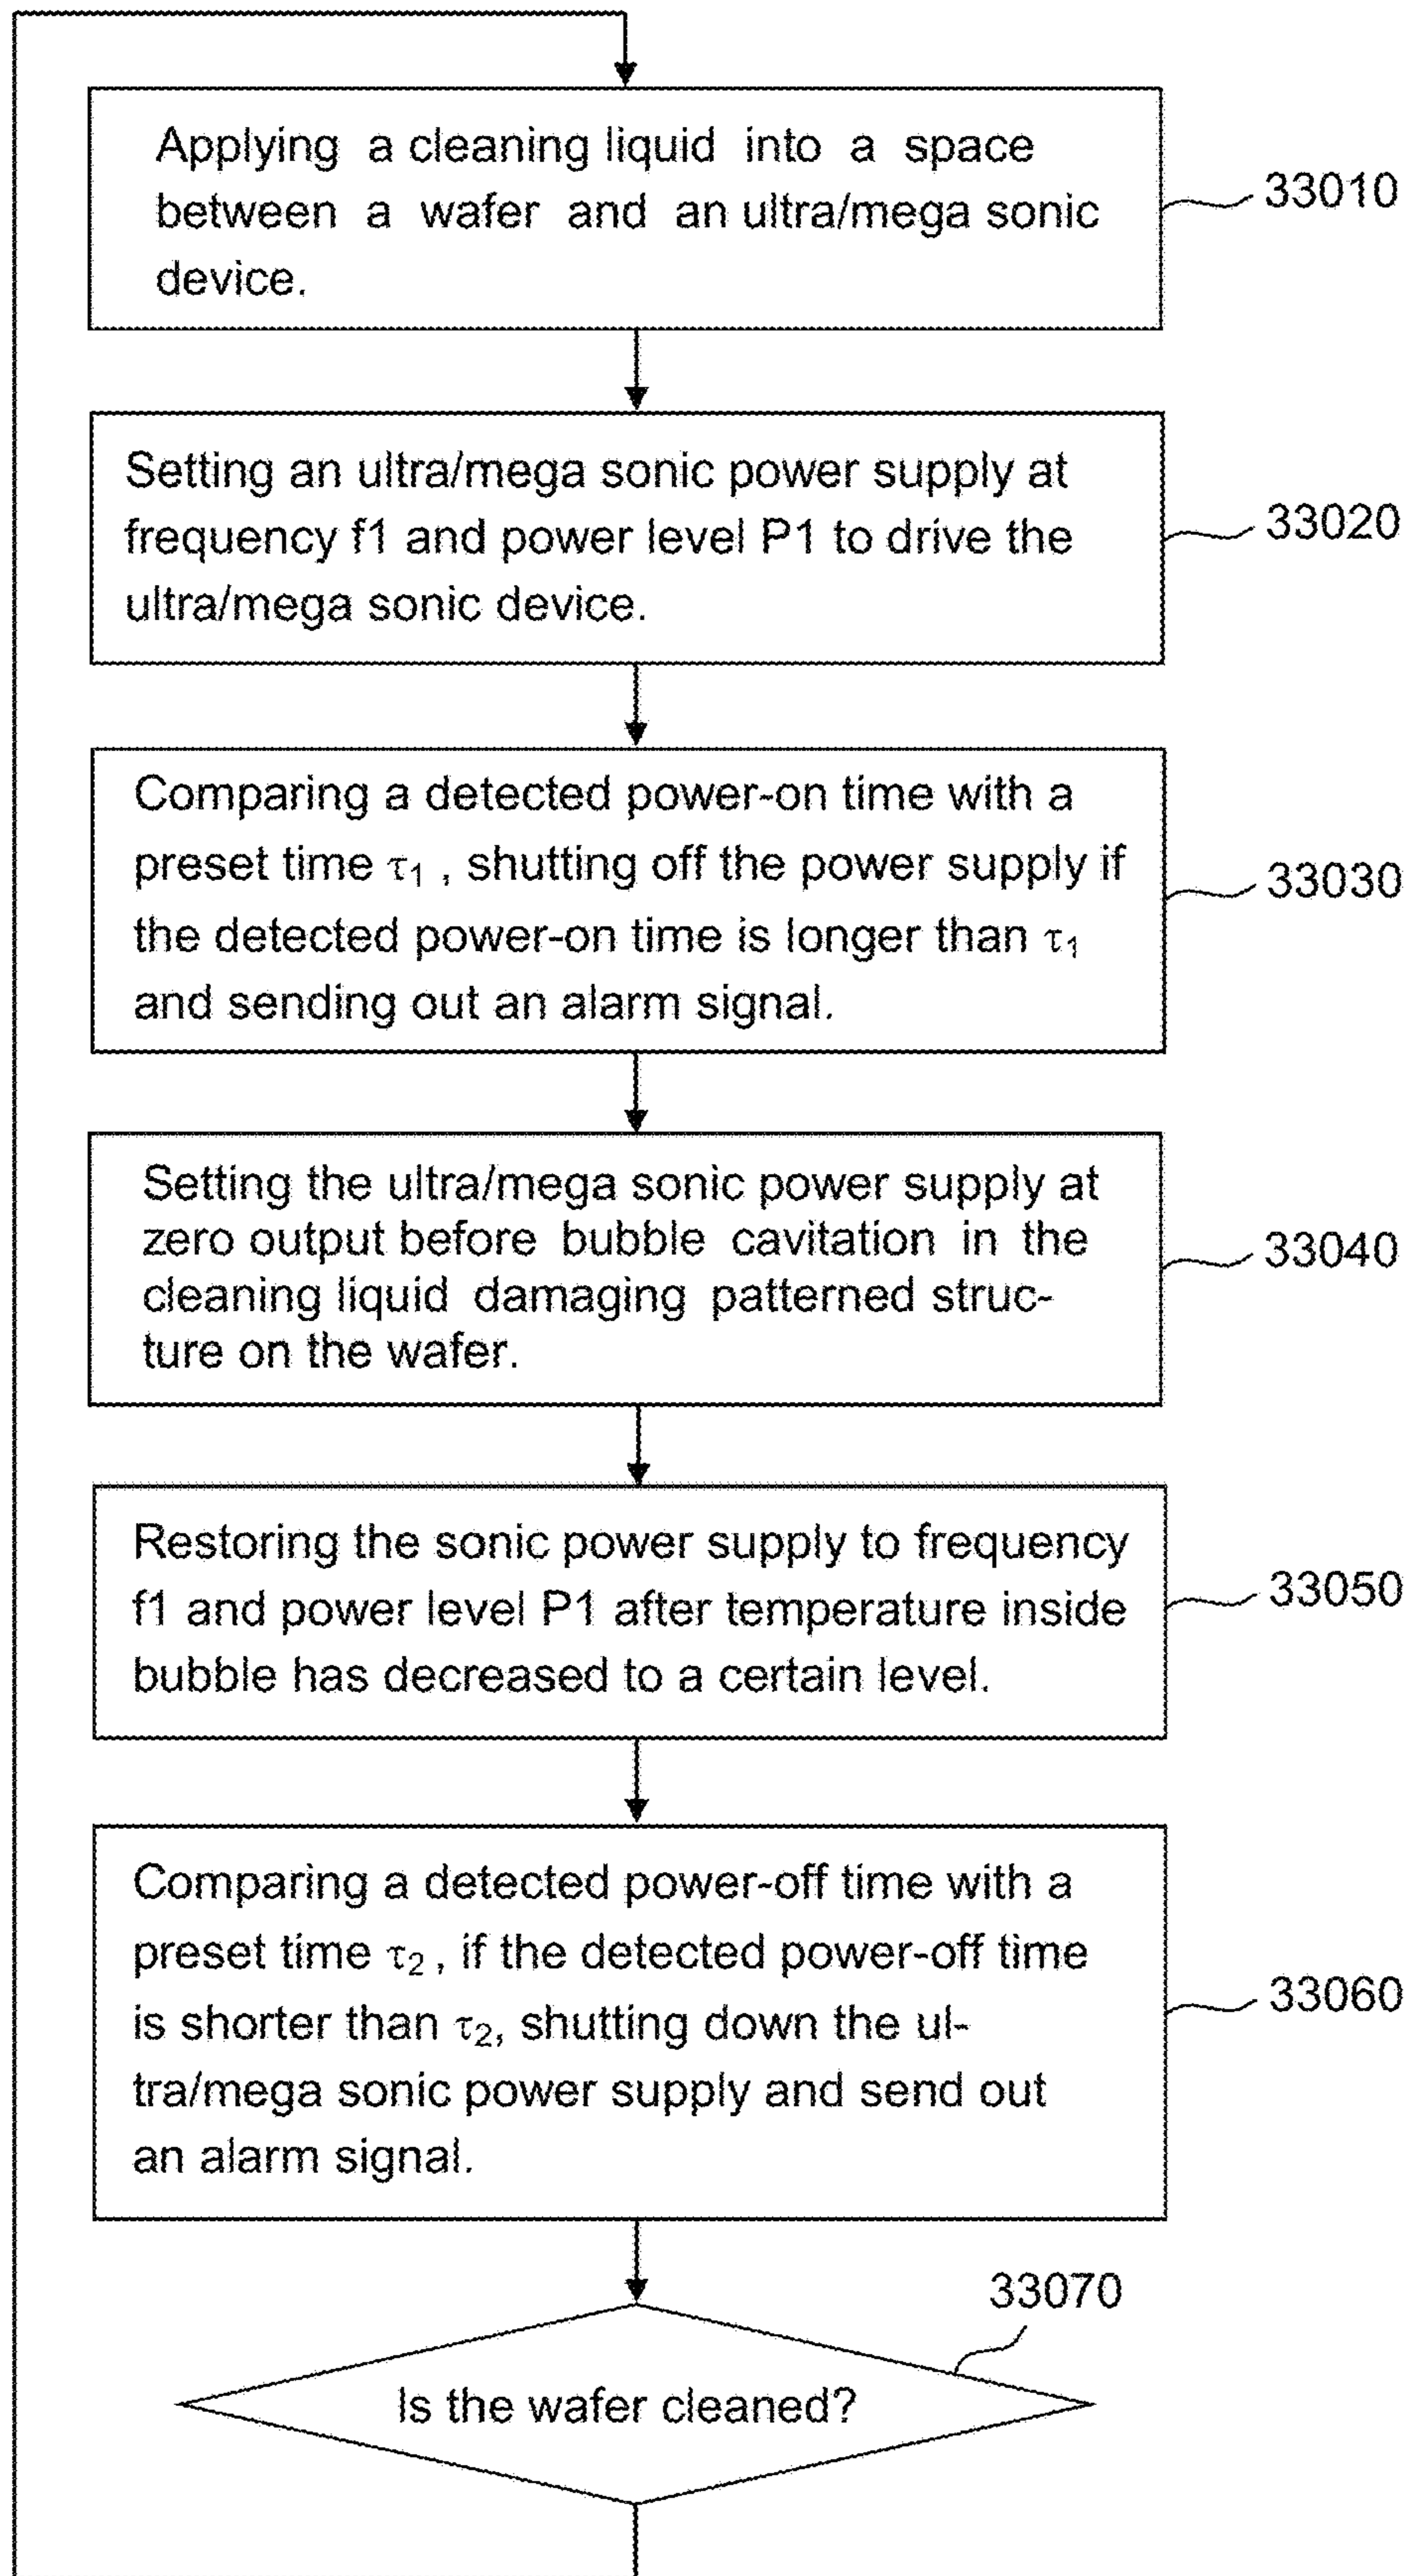 Applying a cleaning liquid into a space
between a wafer and an ultra/mega sonic
device.
33010
Setting an ultra/mega sonic power supply at
frequency f1 and power level P1 to drive the
ultra/mega sonic device.
33020
Comparing a detected power-on time with a
preset time τ₁ , shutting off the power supply if
the detected power-on time is longer than τ₁
and sending out an alarm signal.
33030
Setting the ultra/mega sonic power supply at
zero output before bubble cavitation in the
cleaning liquid damaging patterned struc-
ture on the wafer.
33040
Restoring the sonic power supply to frequency
f1 and power level P1 after temperature inside
bubble has decreased to a certain level.
33050
Comparing a detected power-off time with a
preset time τ₂ , if the detected power-off time
is shorter than τ₂, shutting down the ul-
tra/mega sonic power supply and send out
an alarm signal.
33060
33070
Is the wafer cleaned?